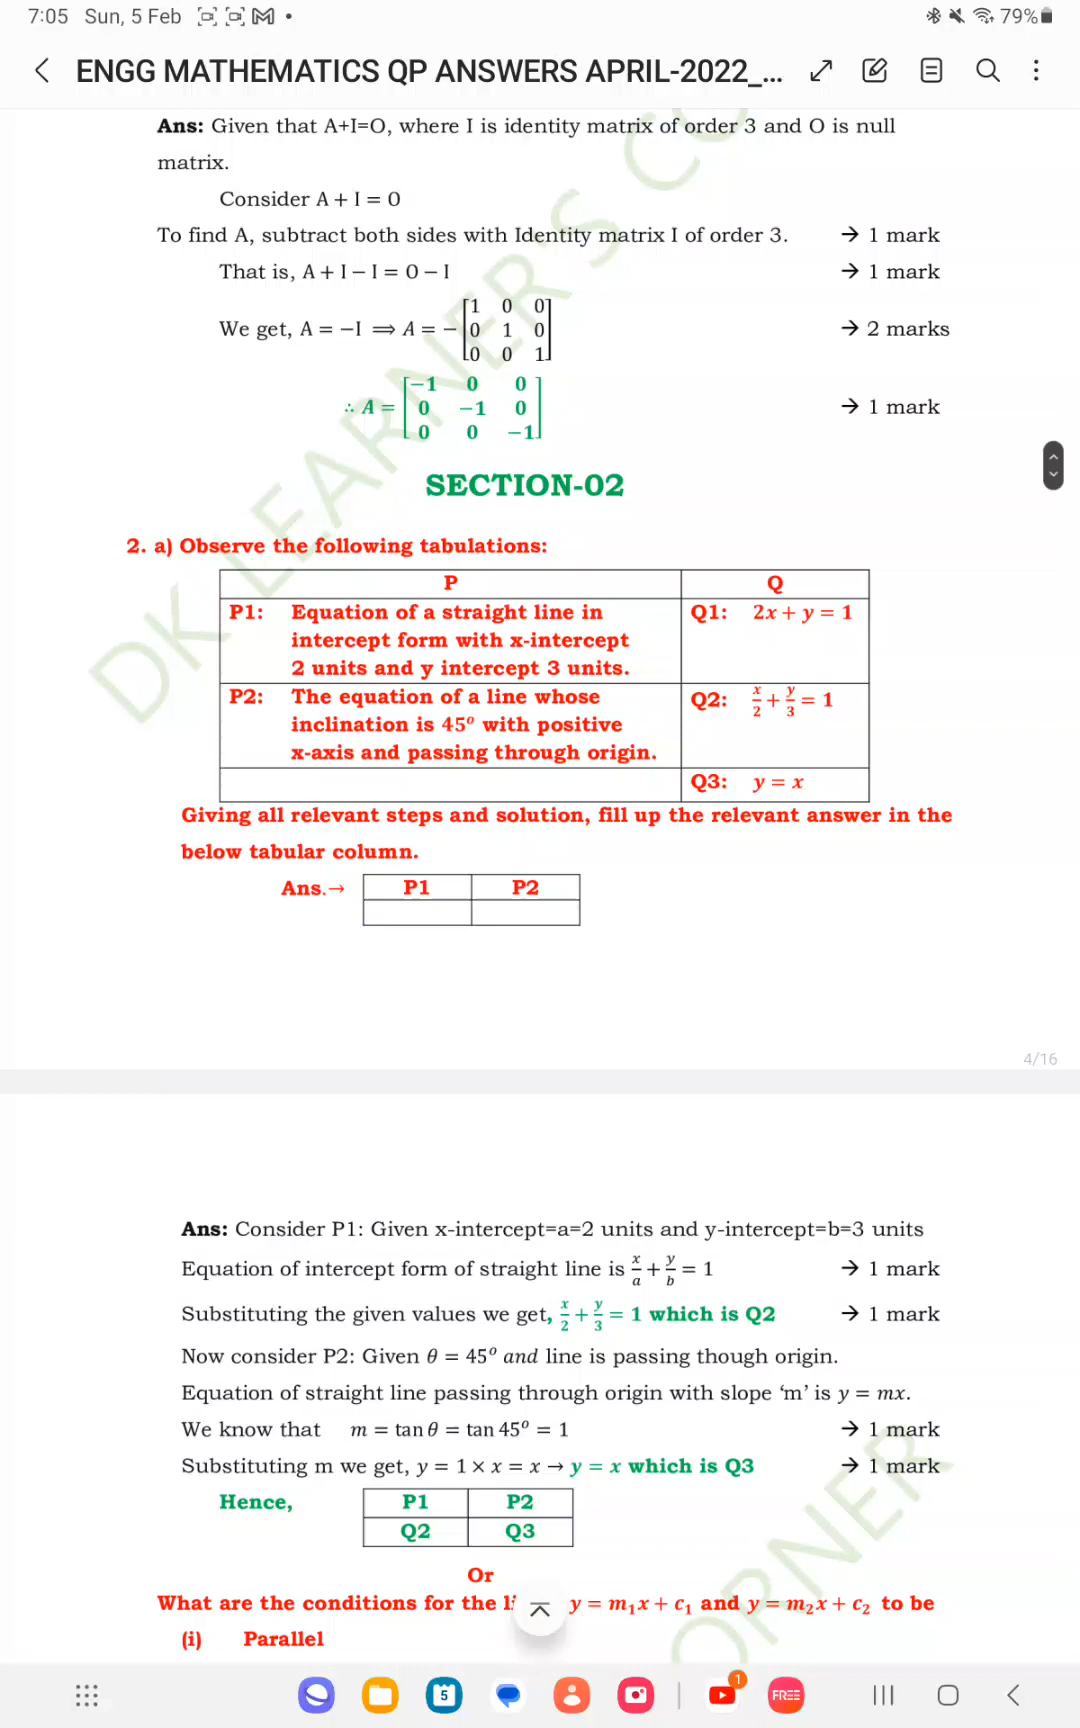 7:05 Sun, 5 Feb
79%
ENGG MATHEMATICS QP ANSWERS APRIL-2022_...
Ans: Given that A+I=O, where I is identity matrix of order 3 and O is null
matrix.
Consider A + I = 0
To find A, subtract both sides with Identity matrix I of order 3. → 1 mark
That is, A + I − I = 0 − I → 1 mark
We get, A = −I ⟹ A = −[1 0 0; 0 1 0; 0 0 1] → 2 marks
∴ A = [−1 0 0; 0 −1 0; 0 0 −1] → 1 mark
SECTION-02
2. a) Observe the following tabulations:
P Q
P1: Equation of a straight line in Q1: 2x + y = 1
intercept form with x-intercept
2 units and y intercept 3 units.
P2: The equation of a line whose Q2: x/2 + y/3 = 1
inclination is 45° with positive
x-axis and passing through origin.
Q3: y = x
Giving all relevant steps and solution, fill up the relevant answer in the
below tabular column.
Ans.→ P1 P2
4/16
Ans: Consider P1: Given x-intercept=a=2 units and y-intercept=b=3 units
Equation of intercept form of straight line is x/a + y/b = 1 → 1 mark
Substituting the given values we get, x/2 + y/3 = 1 which is Q2 → 1 mark
Now consider P2: Given θ = 45° and line is passing though origin.
Equation of straight line passing through origin with slope ‘m’ is y = mx.
We know that m = tan θ = tan 45° = 1 → 1 mark
Substituting m we get, y = 1 × x = x → y = x which is Q3 → 1 mark
Hence, P1 P2
Q2 Q3
Or
What are the conditions for the y = m₁x + c₁ and y = m₂x + c₂ to be
(i) Parallel
DK LEARNER'S CO
ORNER
5
1
FREE